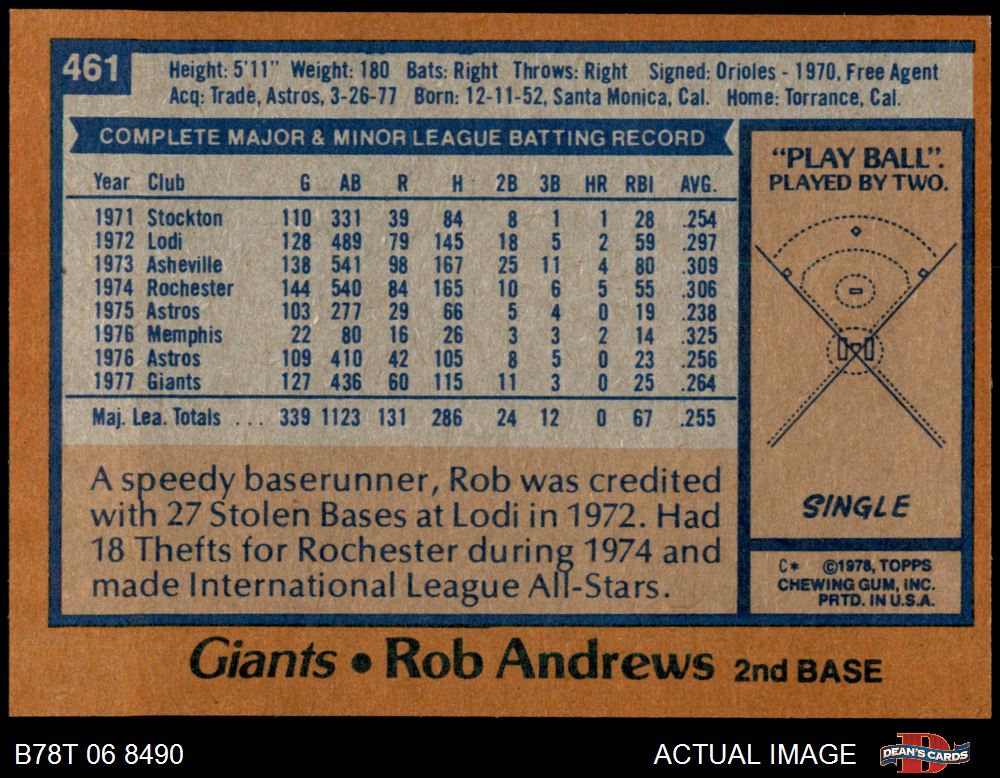 461
Height: 5'11" Weight: 180 Bats: Right Throws: Right Signed: Orioles - 1970, Free Agent
Acq: Trade, Astros, 3-26-77 Born: 12-11-52, Santa Monica, Cal. Home: Torrance, Cal.
COMPLETE MAJOR & MINOR LEAGUE BATTING RECORD
Year Club G AB R H 2B 3B HR RBI AVG.
1971 Stockton 110 331 39 84 8 1 1 28 .254
1972 Lodi 128 489 79 145 18 5 2 59 .297
1973 Asheville 138 541 98 167 25 11 4 80 .309
1974 Rochester 144 540 84 165 10 6 5 55 .306
1975 Astros 103 277 29 66 5 4 0 19 .238
1976 Memphis 22 80 16 26 3 3 2 14 .325
1976 Astros 109 410 42 105 8 5 0 23 .256
1977 Giants 127 436 60 115 11 3 0 25 .264
Maj. Lea. Totals . . . 339 1123 131 286 24 12 0 67 .255
A speedy baserunner, Rob was credited
with 27 Stolen Bases at Lodi in 1972. Had
18 Thefts for Rochester during 1974 and
made International League All-Stars.
"PLAY BALL".
PLAYED BY TWO.
SINGLE
C* ©1978, TOPPS
CHEWING GUM, INC.
PRTD. IN U.S.A.
Giants • Rob Andrews 2nd BASE
B78T 06 8490
ACTUAL IMAGE
D
DEAN'S CARDS